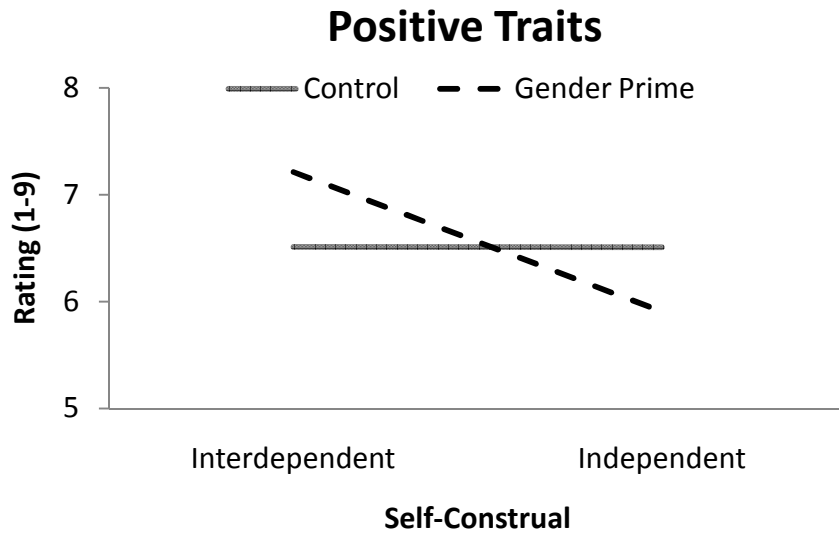 Positive Traits
Control Gender Prime
8
7
6
5
Rating (1-9)
Interdependent Independent
Self-Construal